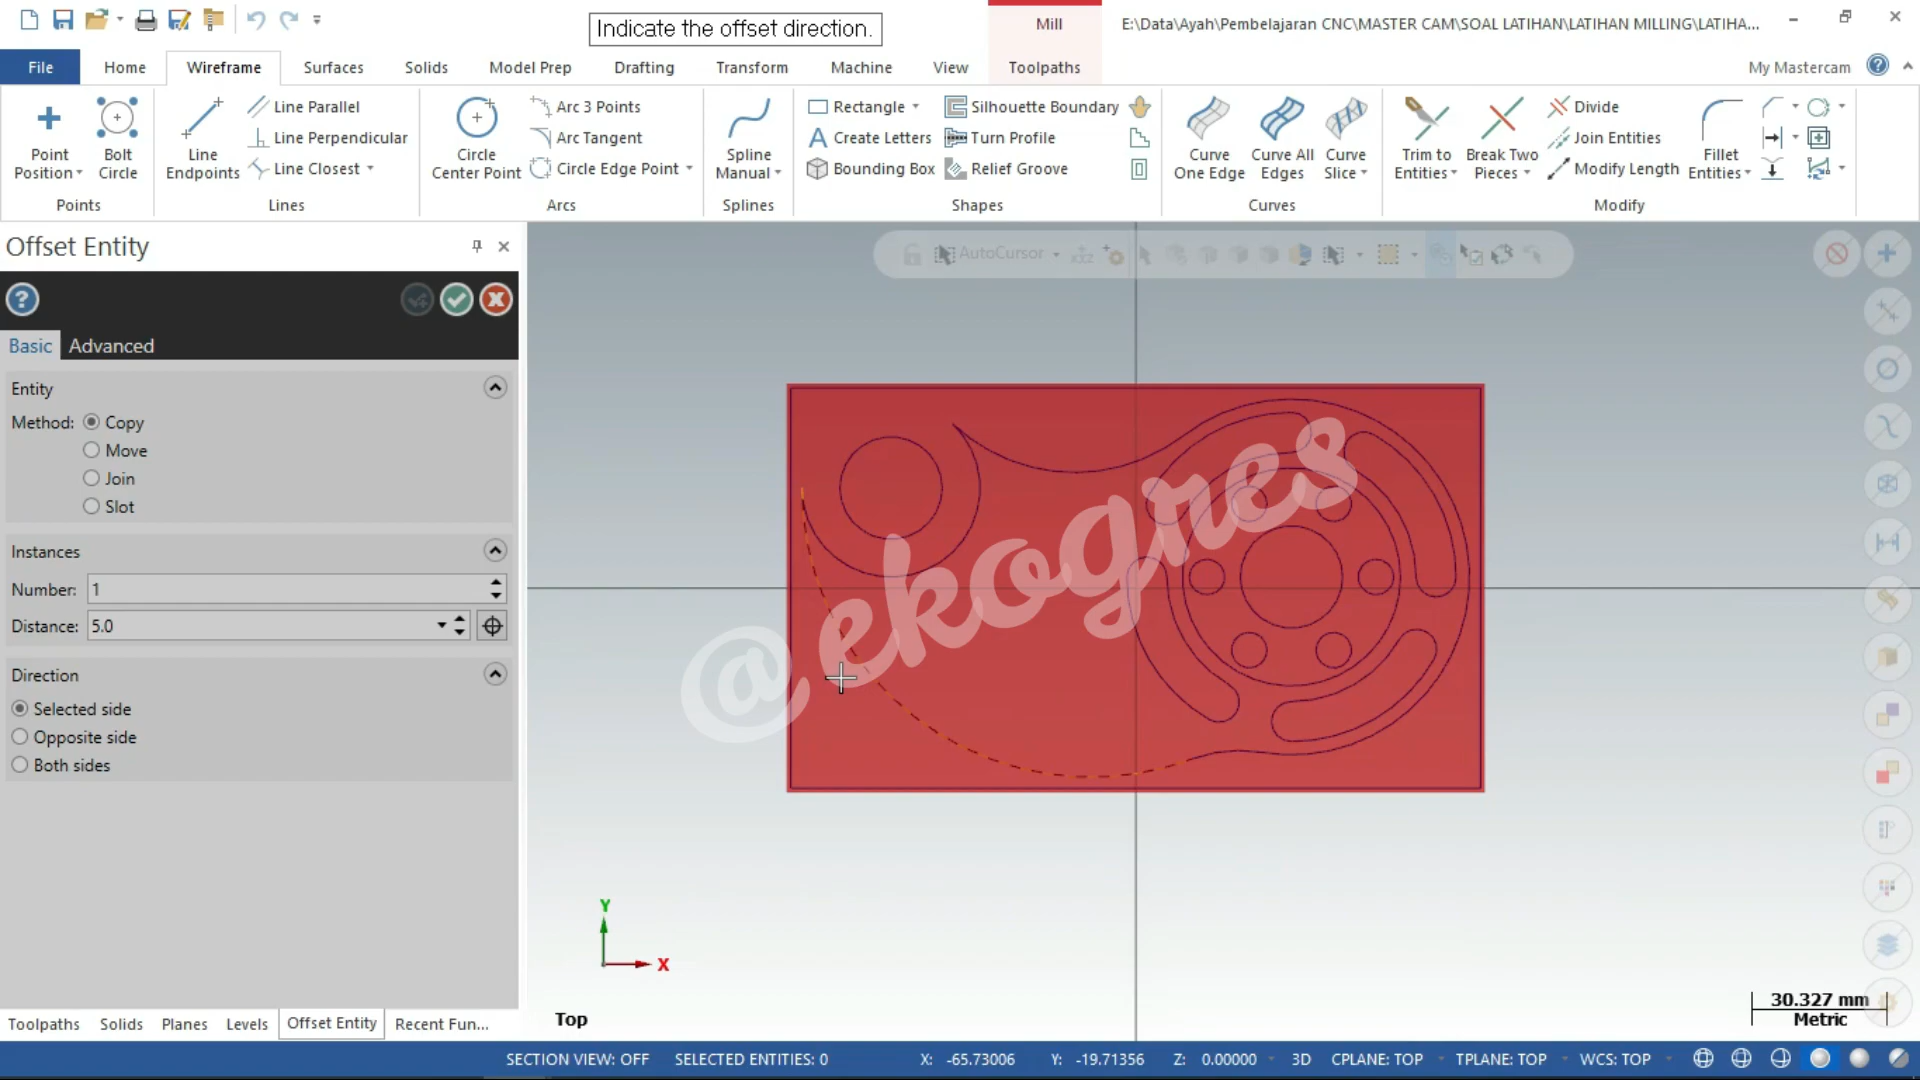 Indicate the offset direction.
Mill
E:\Data\Ayah\Pembelajaran CNC\MASTER CAM\SOAL LATIHAN\LATIHAN MILLING\LATIHA...
File
Home
Wireframe
Surfaces
Solids
Model Prep
Drafting
Transform
Machine
View
Toolpaths
My Mastercam
Point Position
Bolt Circle
Points
Line Endpoints
Line Parallel
Line Perpendicular
Line Closest
Lines
Circle Center Point
Arc 3 Points
Arc Tangent
Circle Edge Point
Arcs
Spline Manual
Splines
Rectangle
Create Letters
Bounding Box
Silhouette Boundary
Turn Profile
Relief Groove
Shapes
Curve One Edge
Curve All Edges
Curve Slice
Curves
Trim to Entities
Break Two Pieces
Divide
Join Entities
Modify Length
Fillet Entities
Modify
Offset Entity
Basic
Advanced
Entity
Method:
Copy
Move
Join
Slot
Instances
Number: 1
Distance: 5.0
Direction
Selected side
Opposite side
Both sides
AutoCursor
@ekogres
Y
X
Top
30.327 mm
Metric
Toolpaths
Solids
Planes
Levels
Offset Entity
Recent Fun...
SECTION VIEW: OFF
SELECTED ENTITIES: 0
X: -65.73006
Y: -19.71356
Z: 0.00000
3D
CPLANE: TOP
TPLANE: TOP
WCS: TOP